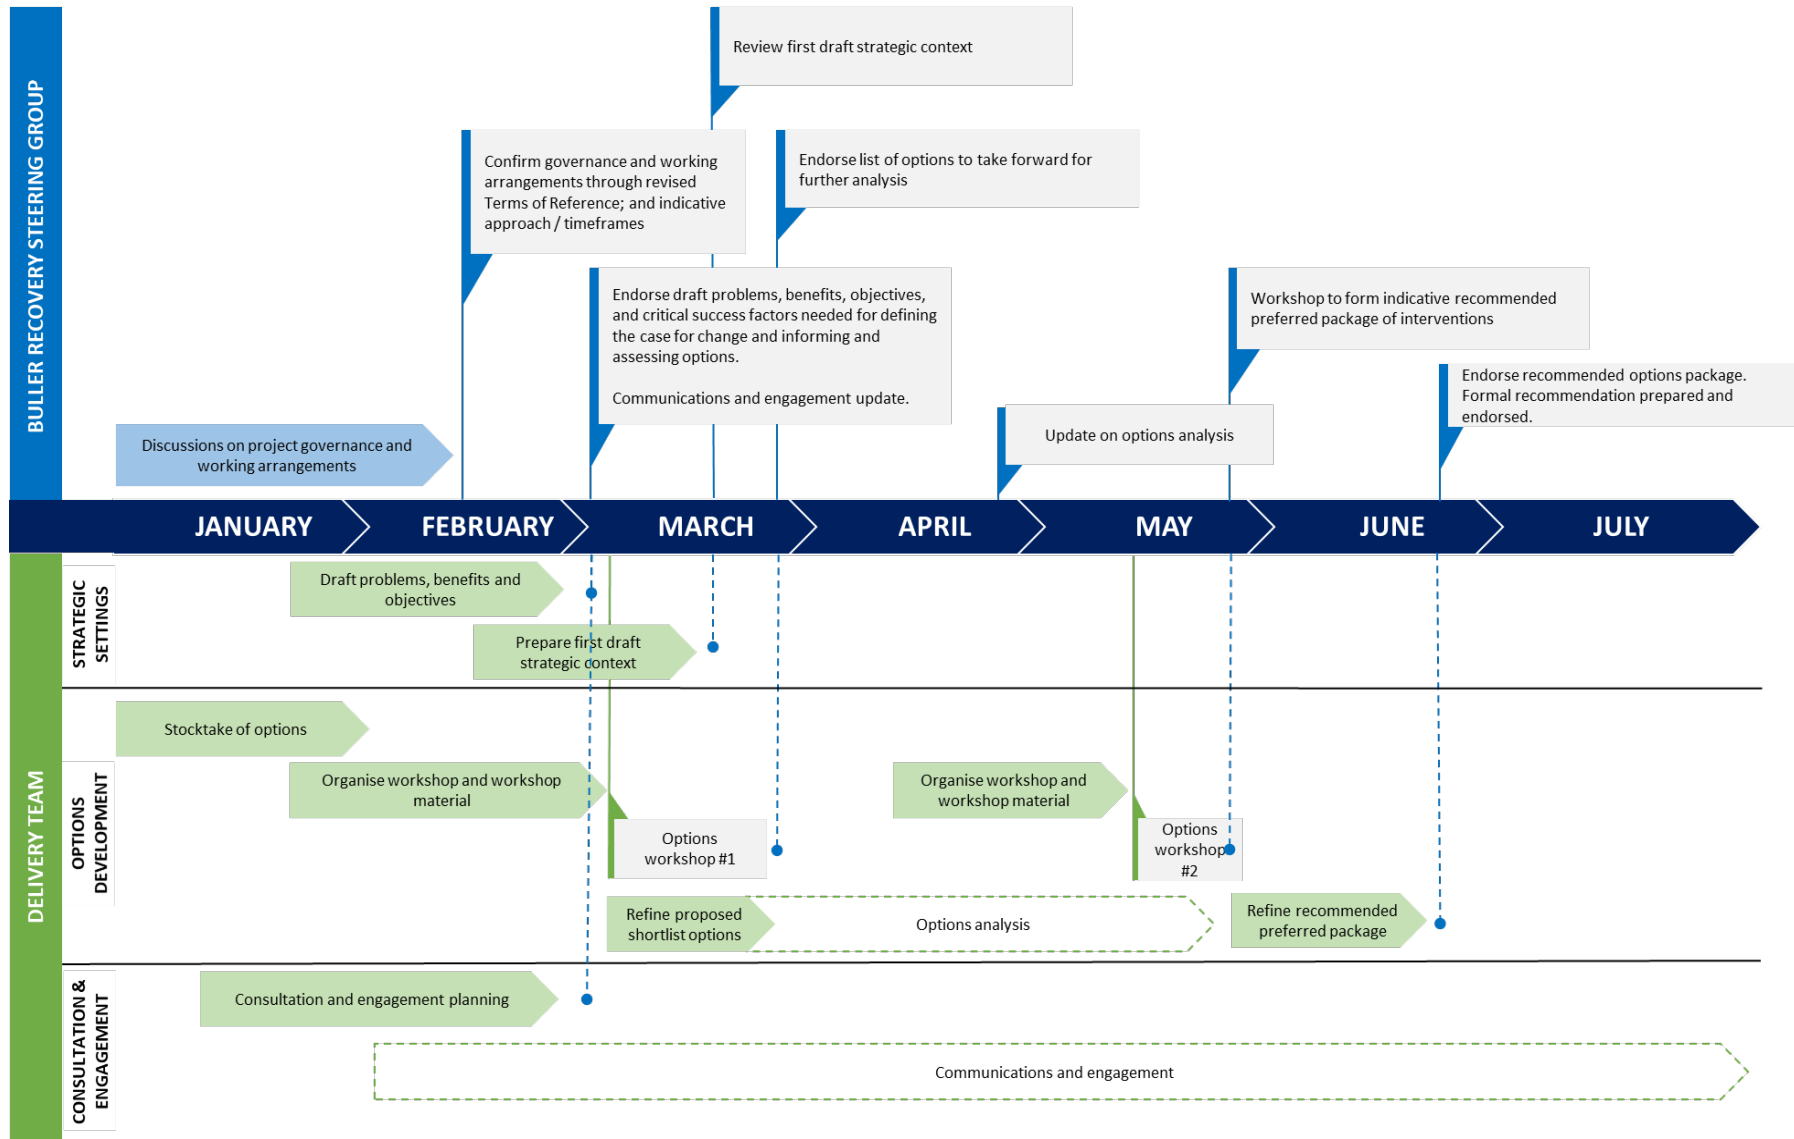 BULLER RECOVERY STEERING GROUP
Review first draft strategic context
Confirm governance and working
arrangements through revised
Terms of Reference; and indicative
approach / timeframes
Endorse list of options to take forward for
further analysis
Endorse draft problems, benefits, objectives,
and critical success factors needed for defining
the case for change and informing and
assessing options.
Communications and engagement update.
Workshop to form indicative recommended
preferred package of interventions
Endorse recommended options package.
Formal recommendation prepared and
endorsed.
Update on options analysis
Discussions on project governance and
working arrangements
JANUARY
FEBRUARY
MARCH
APRIL
MAY
JUNE
JULY
DELIVERY TEAM
STRATEGIC
SETTINGS
Draft problems, benefits and
objectives
Prepare first draft
strategic context
OPTIONS
DEVELOPMENT
Stocktake of options
Organise workshop and workshop
material
Options
workshop #1
Organise workshop and
workshop material
Options
workshop
#2
Refine proposed
shortlist options
Options analysis
Refine recommended
preferred package
CONSULTATION &
ENGAGEMENT
Consultation and engagement planning
Communications and engagement